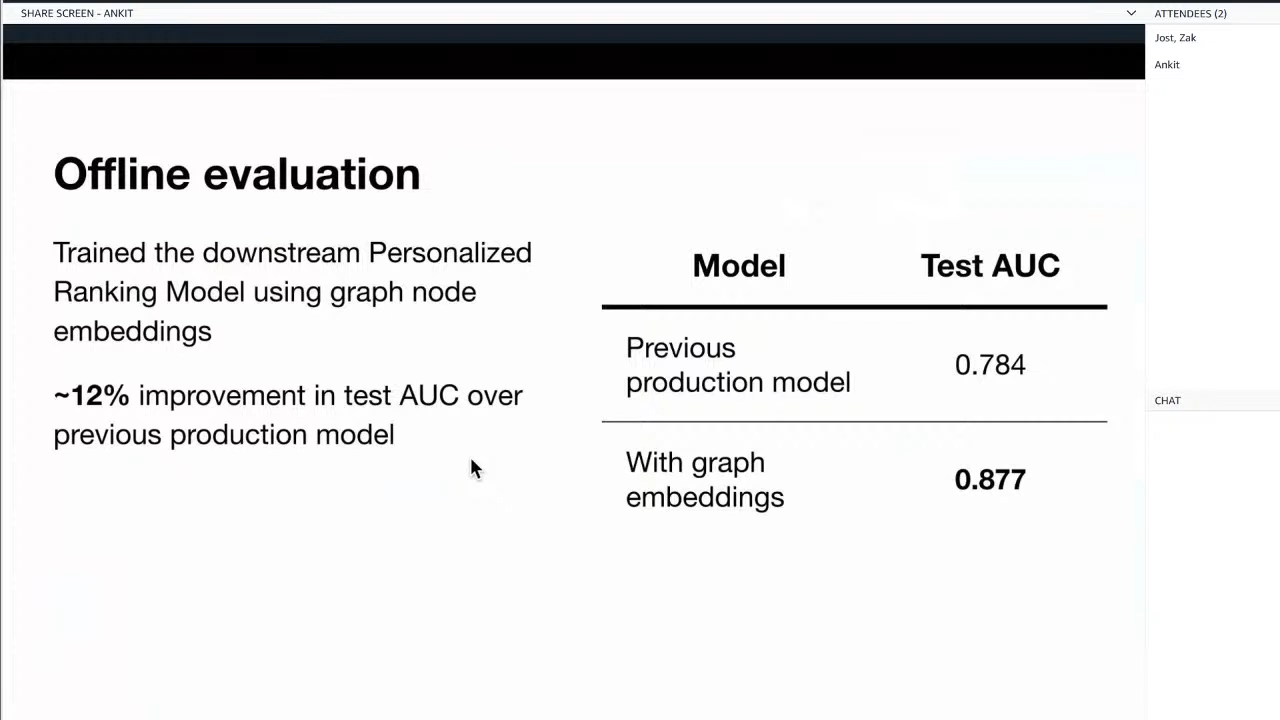 SHARE SCREEN - ANKIT
ATTENDEES (2)
Jost, Zak
Ankit
Offline evaluation
Trained the downstream Personalized
Ranking Model using graph node
embeddings
~12% improvement in test AUC over
previous production model
Model Test AUC
Previous
production model
0.784
With graph
embeddings
0.877
CHAT